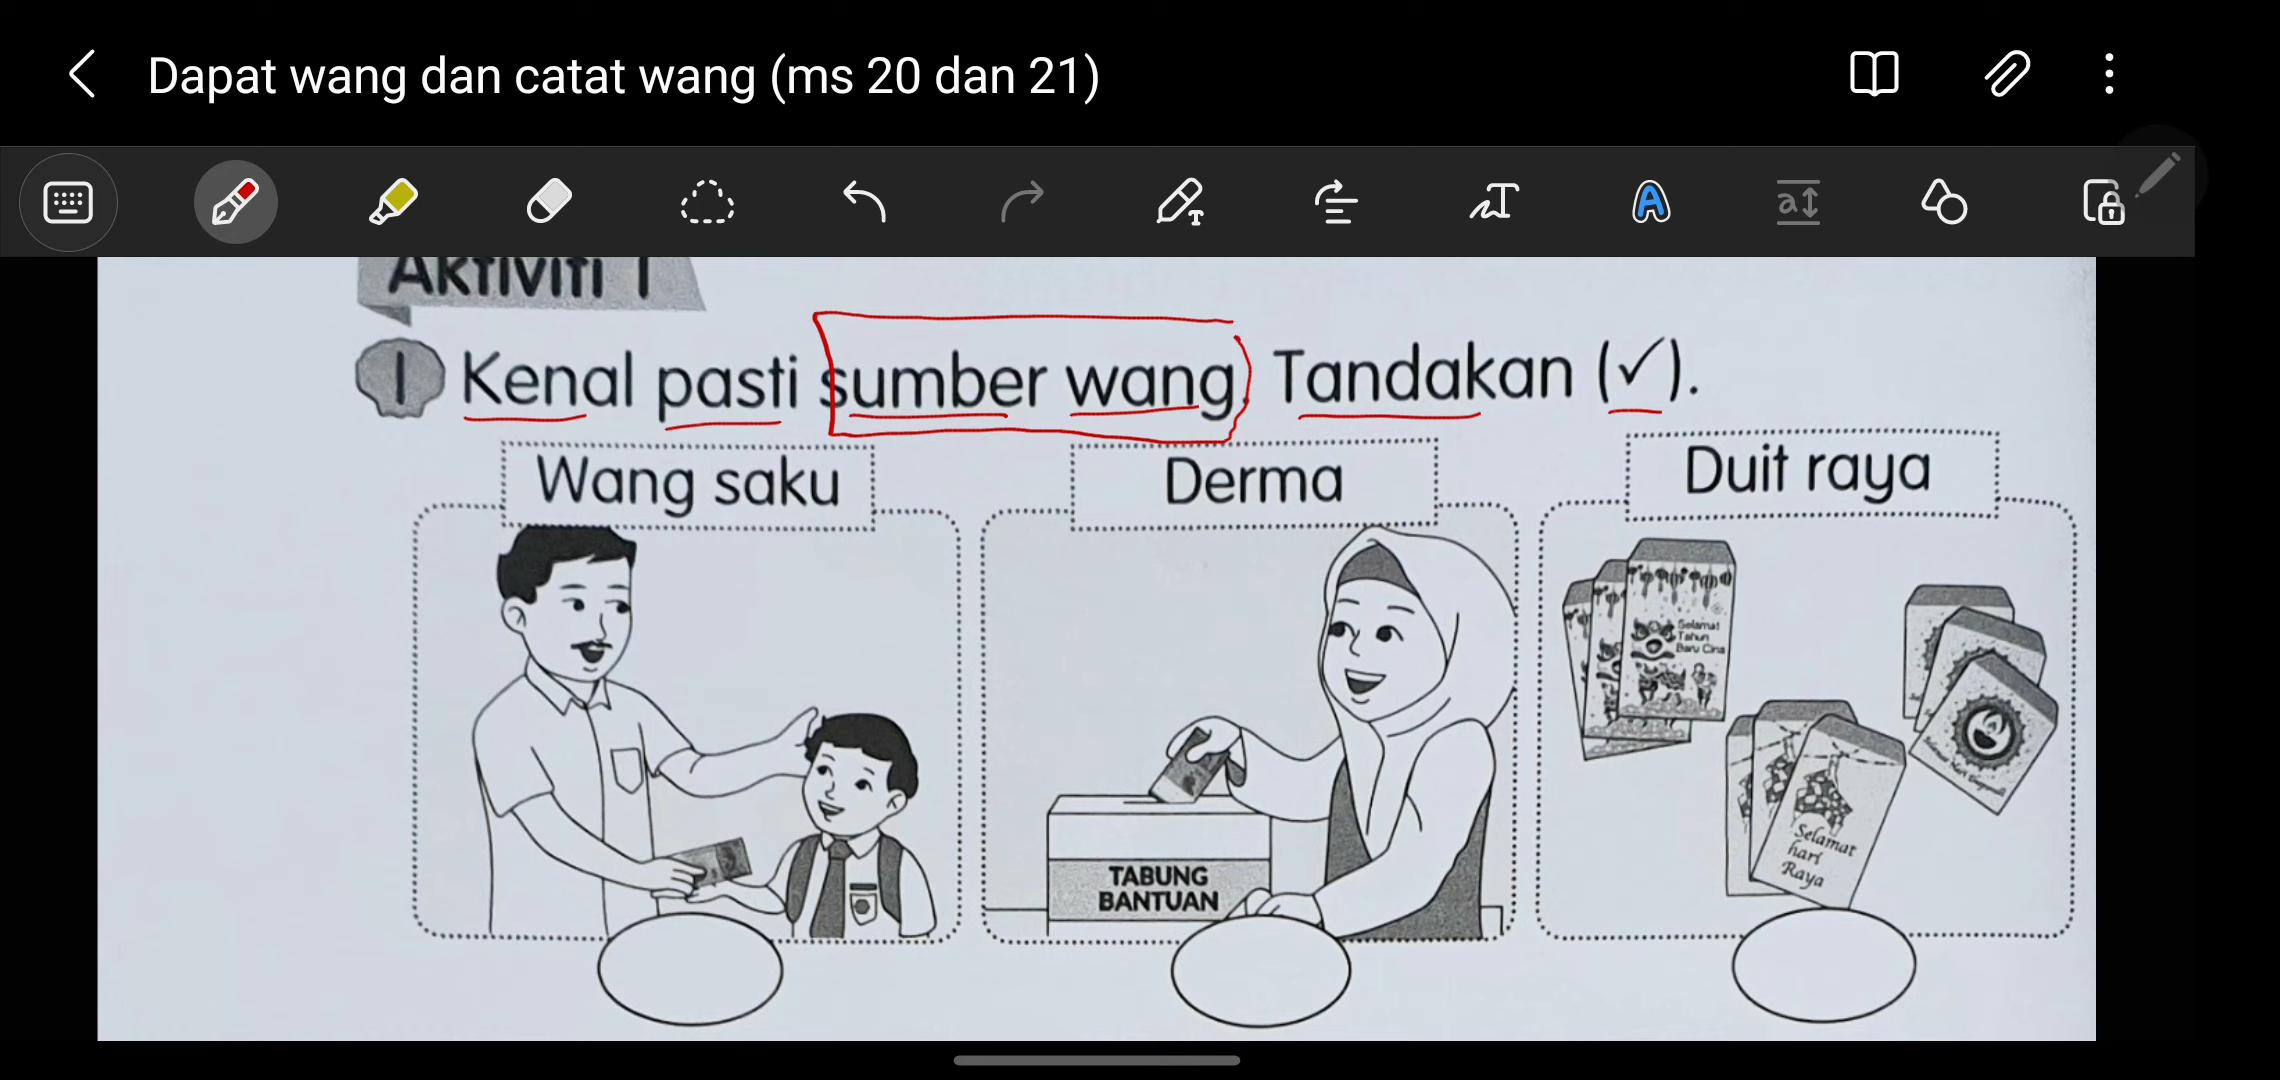 Dapat wang dan catat wang (ms 20 dan 21)
AKTIVITI 1
1 Kenal pasti sumber wang. Tandakan (✓).
Wang saku
Derma
Duit raya
Selamat
Tahun
Baru Cina
TABUNG
BANTUAN
Selamat
hari
Raya